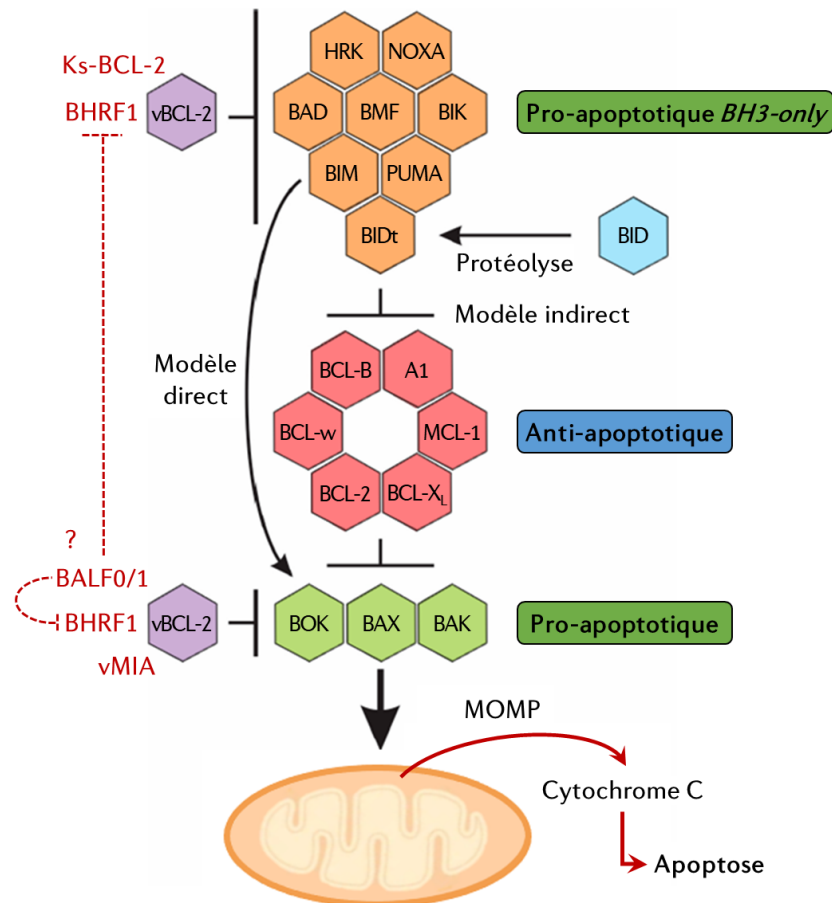 HRK NOXA
Ks-BCL-2
BHRF1 vBCL-2 BAD BMF BIK Pro-apoptotique BH3-only
BIM PUMA
BIDt BID
Protéolyse
Modèle indirect
Modèle
direct
BCL-B A1
BCL-w MCL-1 Anti-apoptotique
BCL-2 BCL-XL
?
BALF0/1
BHRF1 vBCL-2 BOK BAX BAK Pro-apoptotique
vMIA
MOMP
Cytochrome C
Apoptose